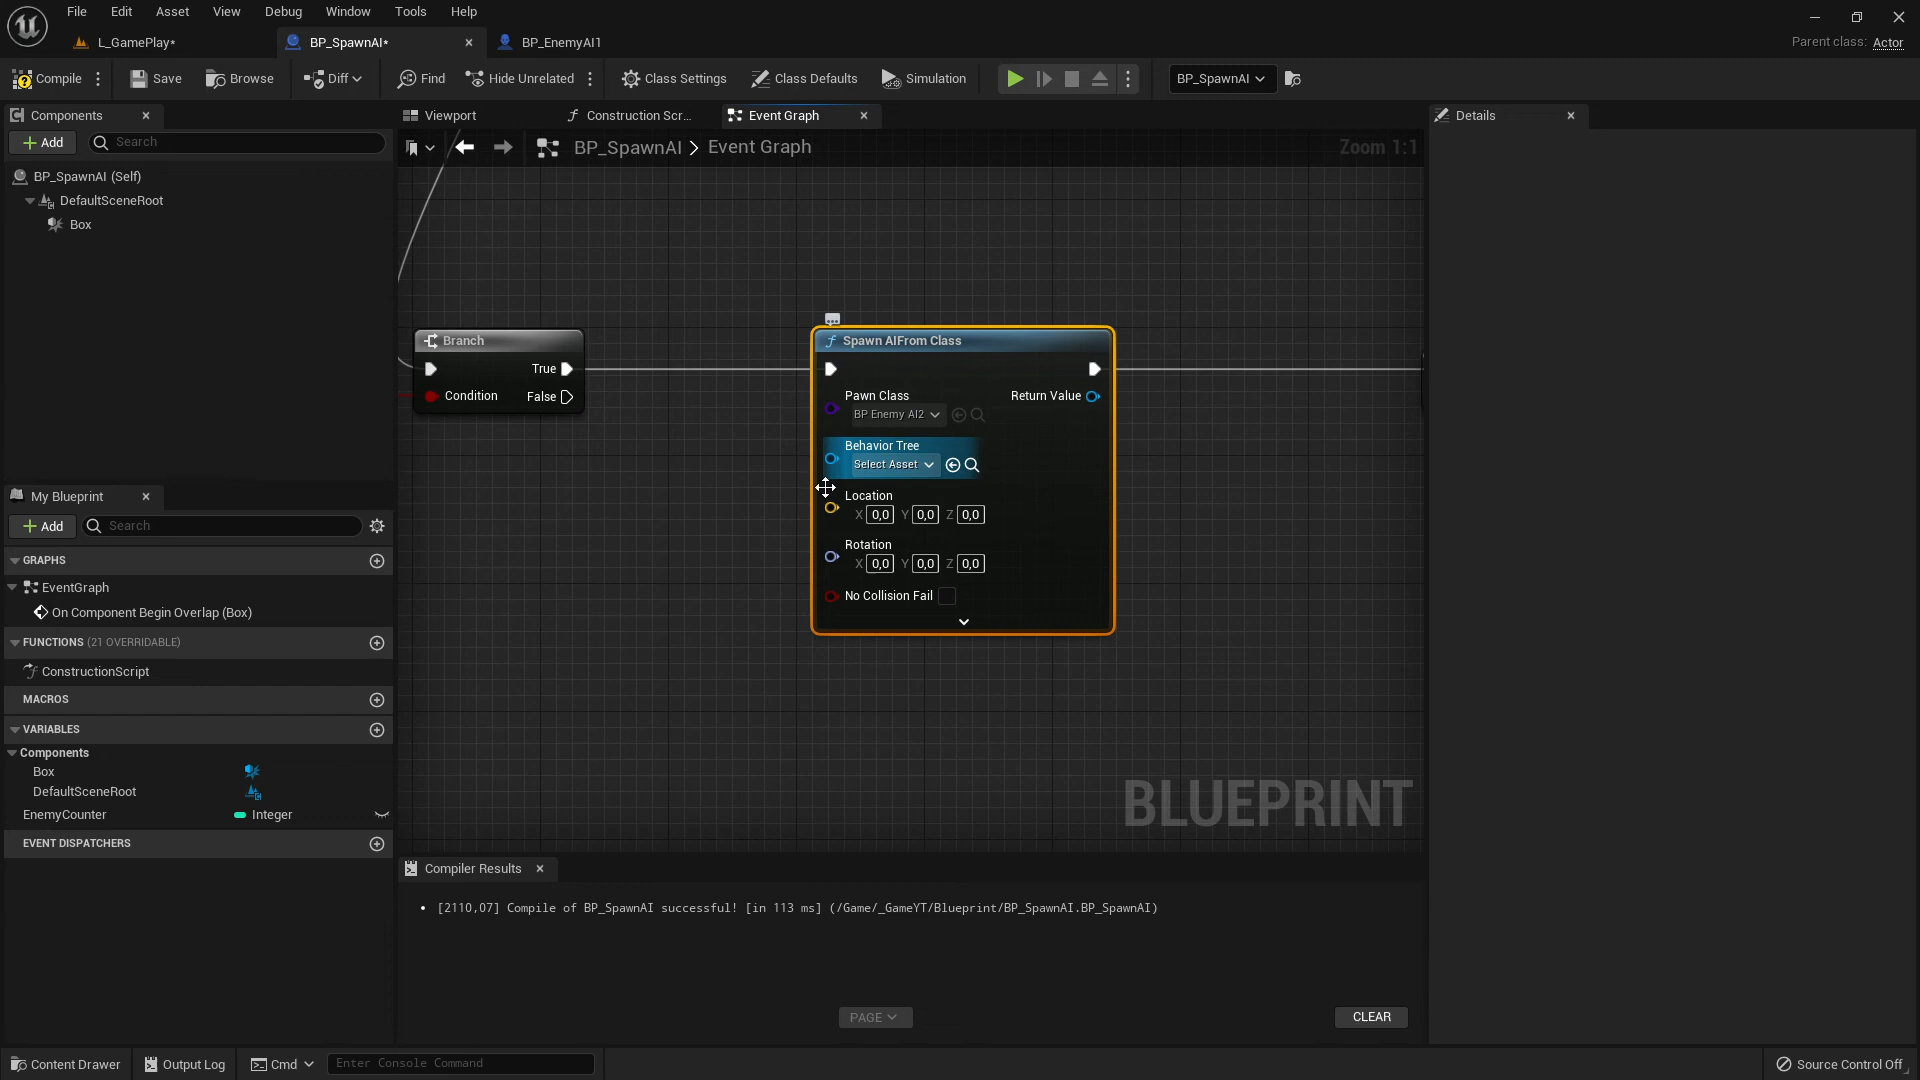 File Edit Asset View Debug Window Tools Help
L_GamePlay* BP_SpawnAI* BP_EnemyAI1
Parent class: Actor
Compile Save Browse Diff Find Hide Unrelated Class Settings Class Defaults Simulation BP_SpawnAI
Components
Add Search
BP_SpawnAI (Self)
DefaultSceneRoot
Box
Viewport Construction Scr... Event Graph
BP_SpawnAI > Event Graph
Zoom 1:1
Details
Branch
True
Condition False
Spawn AIFrom Class
Pawn Class Return Value
BP Enemy AI2
Behavior Tree
Select Asset
Location
X 0,0 Y 0,0 Z 0,0
Rotation
X 0,0 Y 0,0 Z 0,0
No Collision Fail
BLUEPRINT
My Blueprint
Add Search
GRAPHS
EventGraph
On Component Begin Overlap (Box)
FUNCTIONS (21 OVERRIDABLE)
ConstructionScript
MACROS
VARIABLES
Components
Box
DefaultSceneRoot
EnemyCounter Integer
EVENT DISPATCHERS
Compiler Results
• [2110,07] Compile of BP_SpawnAI successful! [in 113 ms] (/Game/_GameYT/Blueprint/BP_SpawnAI.BP_SpawnAI)
PAGE CLEAR
Content Drawer Output Log Cmd Enter Console Command Source Control Off